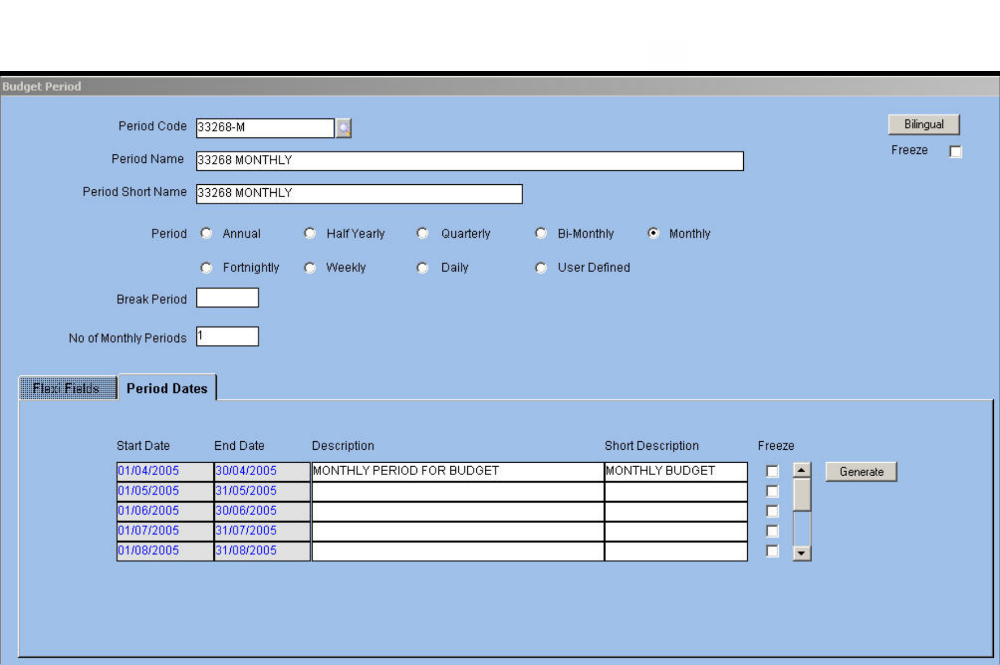 Budget Period
Period Code 33268-M Bilingual
Freeze
Period Name 33268 MONTHLY
Period Short Name 33268 MONTHLY
Period Annual Half Yearly Quarterly Bi-Monthly Monthly
Fortnightly Weekly Daily User Defined
Break Period
No of Monthly Periods 1
Flexi Fields Period Dates
Start Date End Date Description Short Description Freeze
01/04/2005 30/04/2005 MONTHLY PERIOD FOR BUDGET MONTHLY BUDGET Generate
01/05/2005 31/05/2005
01/06/2005 30/06/2005
01/07/2005 31/07/2005
01/08/2005 31/08/2005